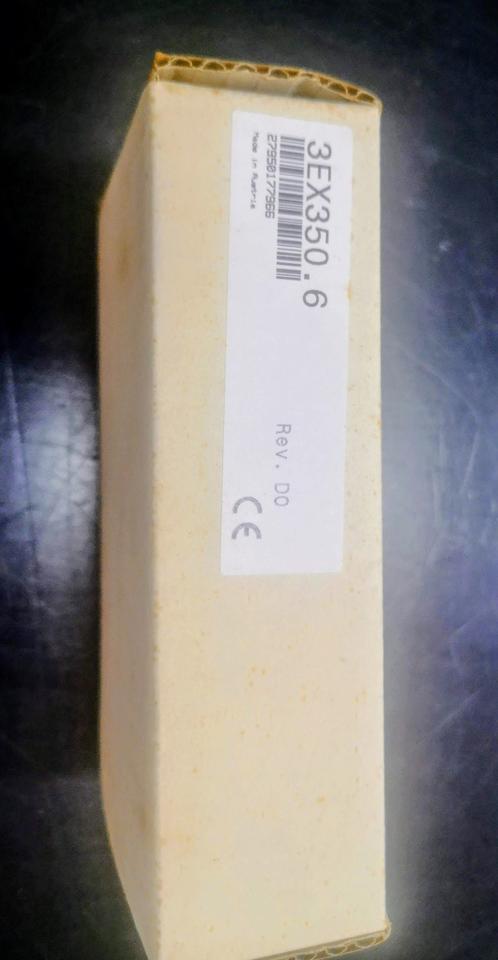 3EX350.6
27950177966
Made in Austria
Rev. D0
CE